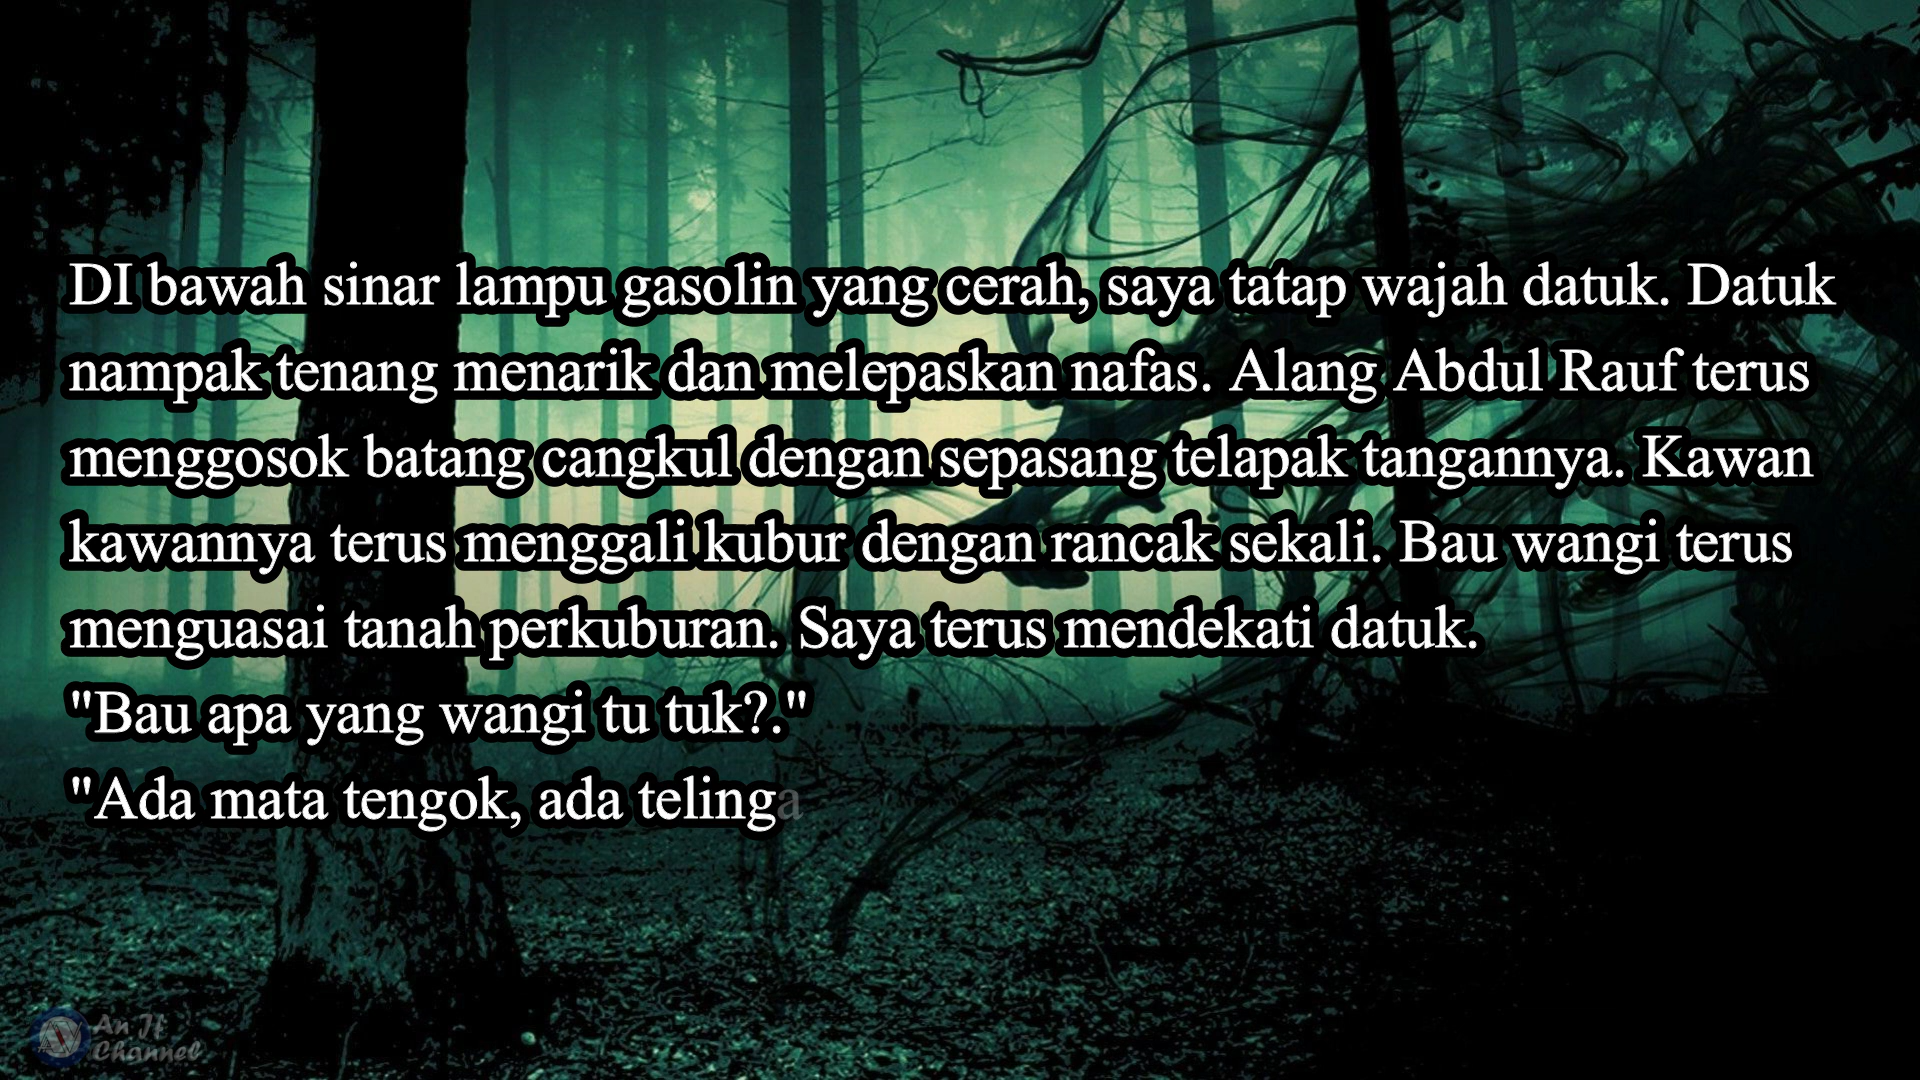 DI bawah sinar lampu gasolin yang cerah, saya tatap wajah datuk. Datuk
nampak tenang menarik dan melepaskan nafas. Alang Abdul Rauf terus
menggosok batang cangkul dengan sepasang telapak tangannya. Kawan
kawannya terus menggali kubur dengan rancak sekali. Bau wangi terus
menguasai tanah perkuburan. Saya terus mendekati datuk.
"Bau apa yang wangi tu tuk?."
"Ada mata tengok, ada telinga
An It
Channel